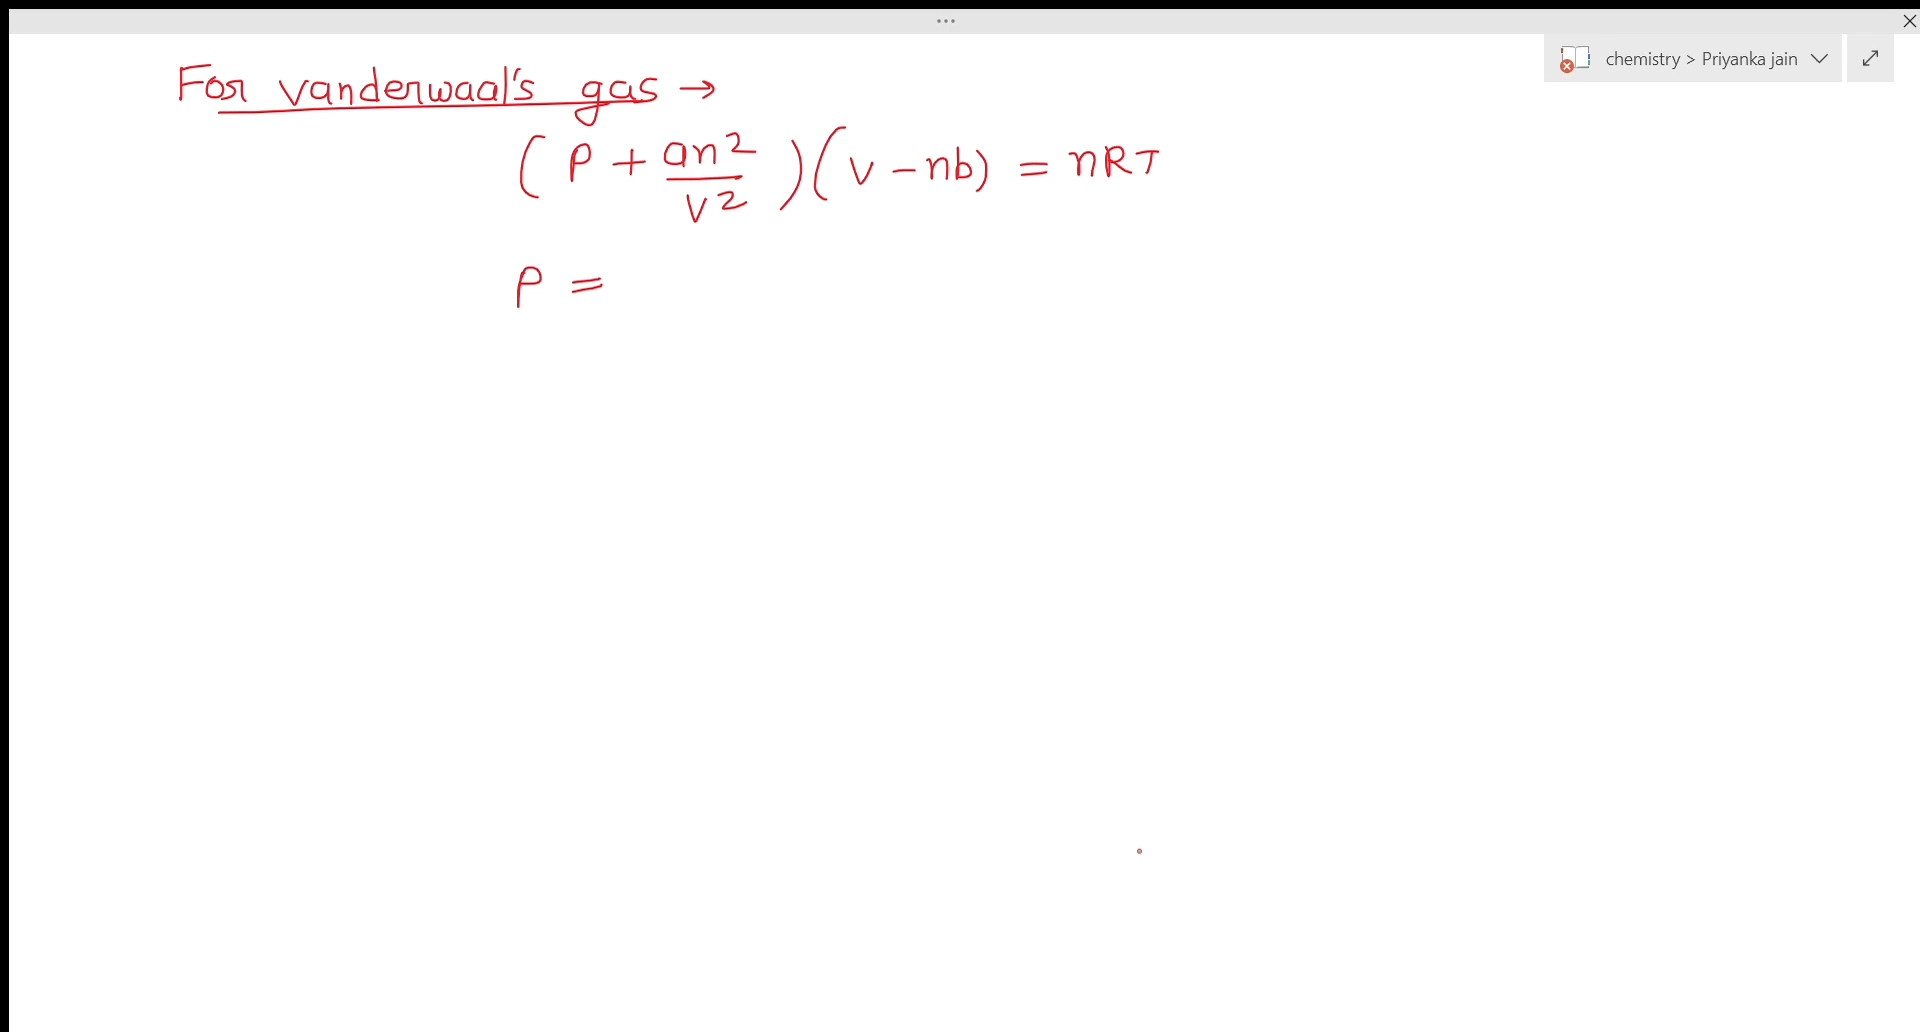 ...
chemistry > Priyanka jain
For vanderwaal's gas →
(P + an²/v²)(v - nb) = nRT
P =